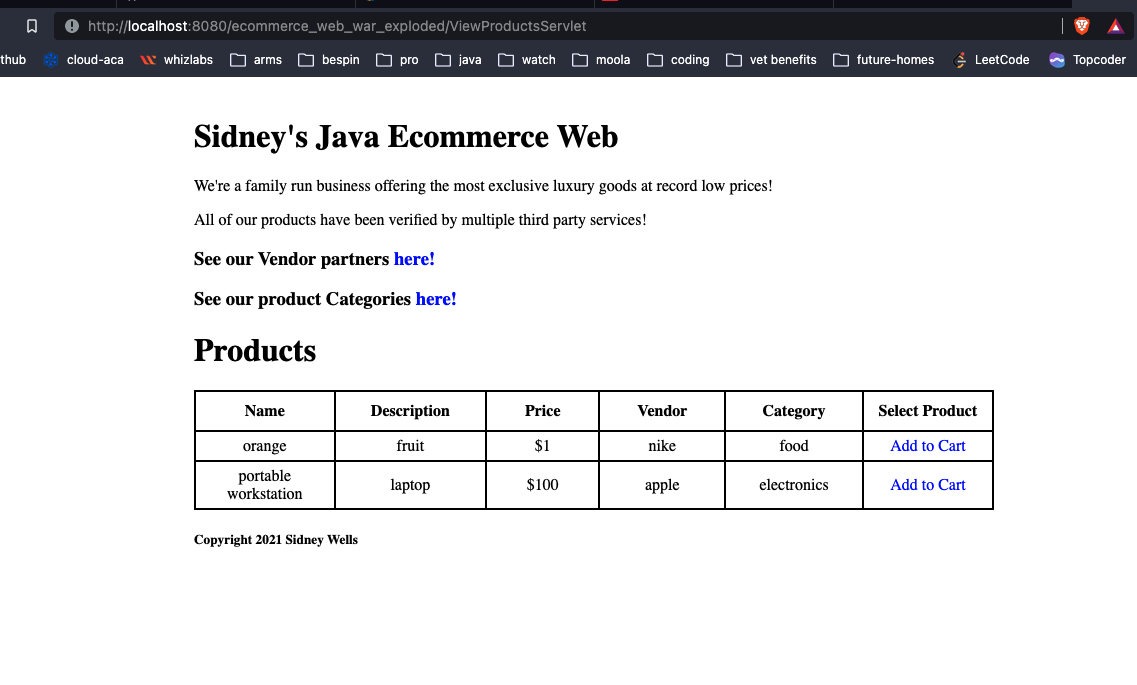 http://localhost:8080/ecommerce_web_war_exploded/ViewProductsServlet
thub cloud-aca whizlabs arms bespin pro java watch moola coding vet benefits future-homes LeetCode Topcoder
Sidney's Java Ecommerce Web
We're a family run business offering the most exclusive luxury goods at record low prices!
All of our products have been verified by multiple third party services!
See our Vendor partners here!
See our product Categories here!
Products
Name Description Price Vendor Category Select Product
orange fruit $1 nike food Add to Cart
portable
workstation laptop $100 apple electronics Add to Cart
Copyright 2021 Sidney Wells